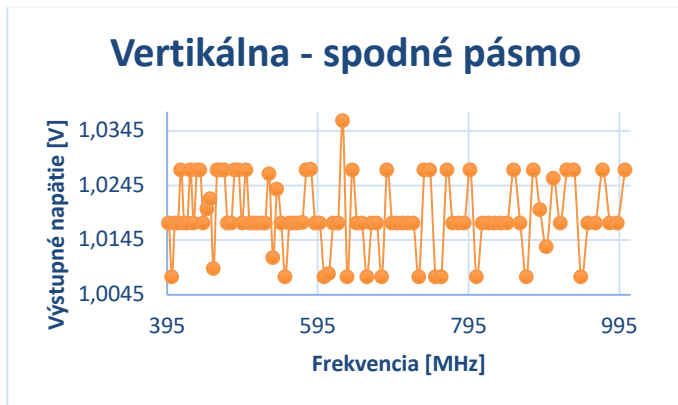 Vertikálna - spodné pásmo
Výstupné napätie [V]
1,0345
1,0245
1,0145
1,0045
395 595 795 995
Frekvencia [MHz]